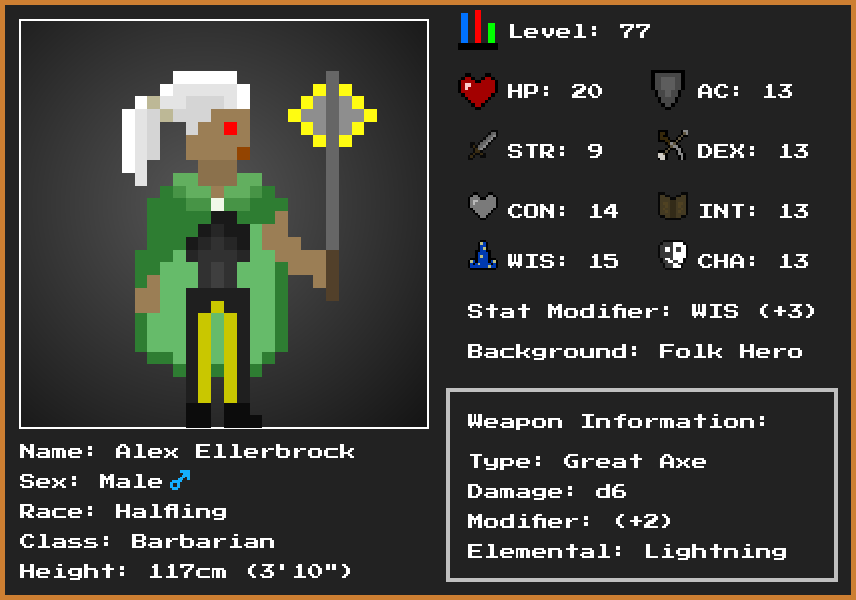 Level: 77
HP: 20 AC: 13
STR: 9 DEX: 13
CON: 14 INT: 13
WIS: 15 CHA: 13
Stat Modifier: WIS (+3)
Background: Folk Hero
Weapon Information:
Type: Great Axe
Damage: d6
Modifier: (+2)
Elemental: Lightning
Name: Alex Ellerbrock
Sex: Male ♂
Race: Halfling
Class: Barbarian
Height: 117cm (3'10")